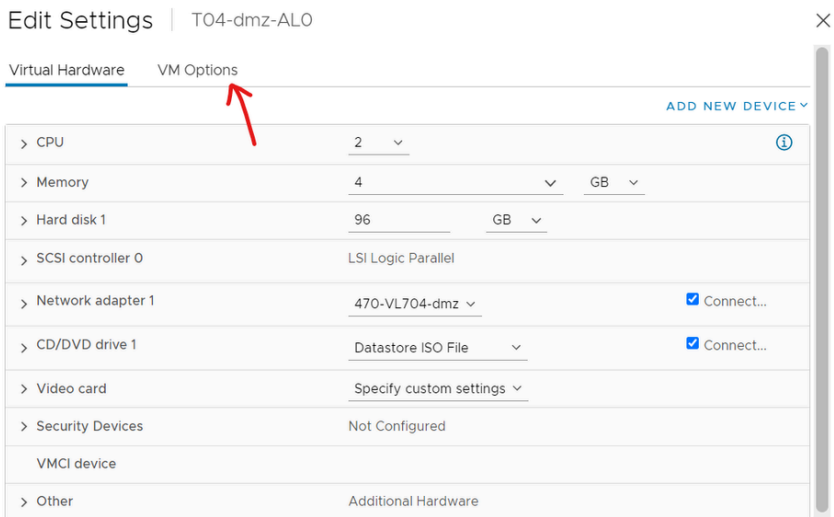 Edit Settings | T04-dmz-AL0
Virtual Hardware VM Options
ADD NEW DEVICE
CPU 2
Memory 4 GB
Hard disk 1 96 GB
SCSI controller 0 LSI Logic Parallel
Network adapter 1 470-VL704-dmz Connect...
CD/DVD drive 1 Datastore ISO File Connect...
Video card Specify custom settings
Security Devices Not Configured
VMCI device
Other Additional Hardware